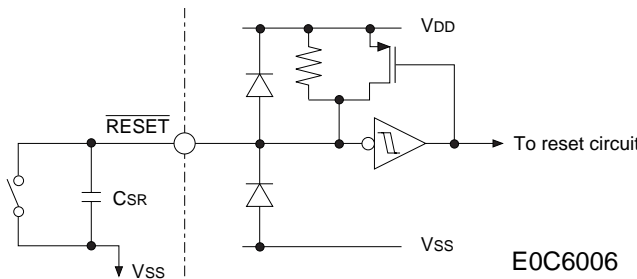 VDD
RESET
To reset circuit
CSR
VSS
VSS
E0C6006